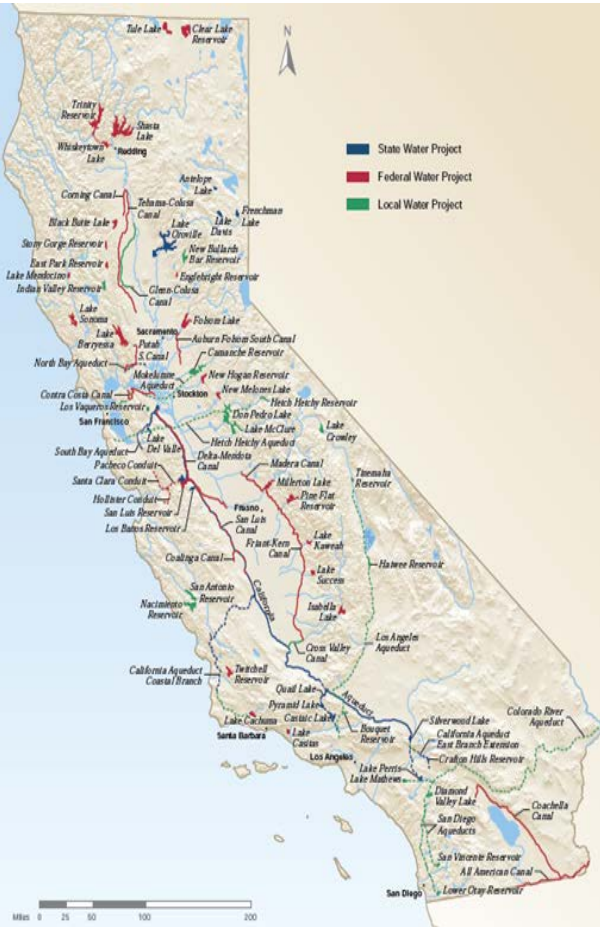 Tule Lake
Clear Lake
Reservoir
N
Trinity
Reservoir
Shasta
Lake
Whiskeytown
Lake
Redding
State Water Project
Federal Water Project
Local Water Project
Corning Canal
Tehama-Colusa
Canal
Antelope
Lake
Frenchman
Lake
Lake
Davis
Lake
Oroville
Black Butte Lake
Stony Gorge Reservoir
New Bullards
Bar Reservoir
East Park Reservoir
Lake Mendocino
Englebright Reservoir
Indian Valley Reservoir
Glenn-Colusa
Canal
Lake
Sonoma
Folsom Lake
Sacramento
Lake
Berryessa
Putah
S. Canal
Auburn Folsom South Canal
Camanche Reservoir
North Bay Aqueduct
Mokelumne
Aqueduct
New Hogan Reservoir
Contra Costa Canal
Stockton
New Melones Lake
Los Vaqueros Reservoir
Hetch Hetchy Reservoir
San Francisco
Don Pedro Lake
Lake McClure
Lake
Crowley
Hetch Hetchy Aqueduct
South Bay Aqueduct
Lake
Del Valle
Delta-Mendota
Canal
Pacheco Conduit
Madera Canal
Tinemaha
Reservoir
Santa Clara Conduit
Millerton Lake
Hollister Conduit
Pine Flat
Reservoir
San Luis Reservoir
Fresno
Los Banos Reservoir
San Luis
Canal
Friant-Kern
Canal
Lake
Kaweah
Coalinga Canal
Haiwee Reservoir
Lake
Success
San Antonio
Reservoir
California
Nacimiento
Reservoir
Isabella
Lake
Cross Valley
Canal
Los Angeles
Aqueduct
California Aqueduct
Coastal Branch
Twitchell
Reservoir
Quail Lake
Aqueduct
Pyramid Lake
Castaic Lake
Colorado River
Aqueduct
Lake Cachuma
Bouquet
Reservoir
Silverwood Lake
Santa Barbara
Lake
Casitas
California Aqueduct
East Branch Extension
Los Angeles
Crafton Hills Reservoir
Lake Perris
Lake Mathews
Diamond
Valley Lake
Coachella
Canal
San Diego
Aqueducts
San Vincente Reservoir
All American Canal
San Diego
Lower Otay Reservoir
Miles 0 25 50 100 200